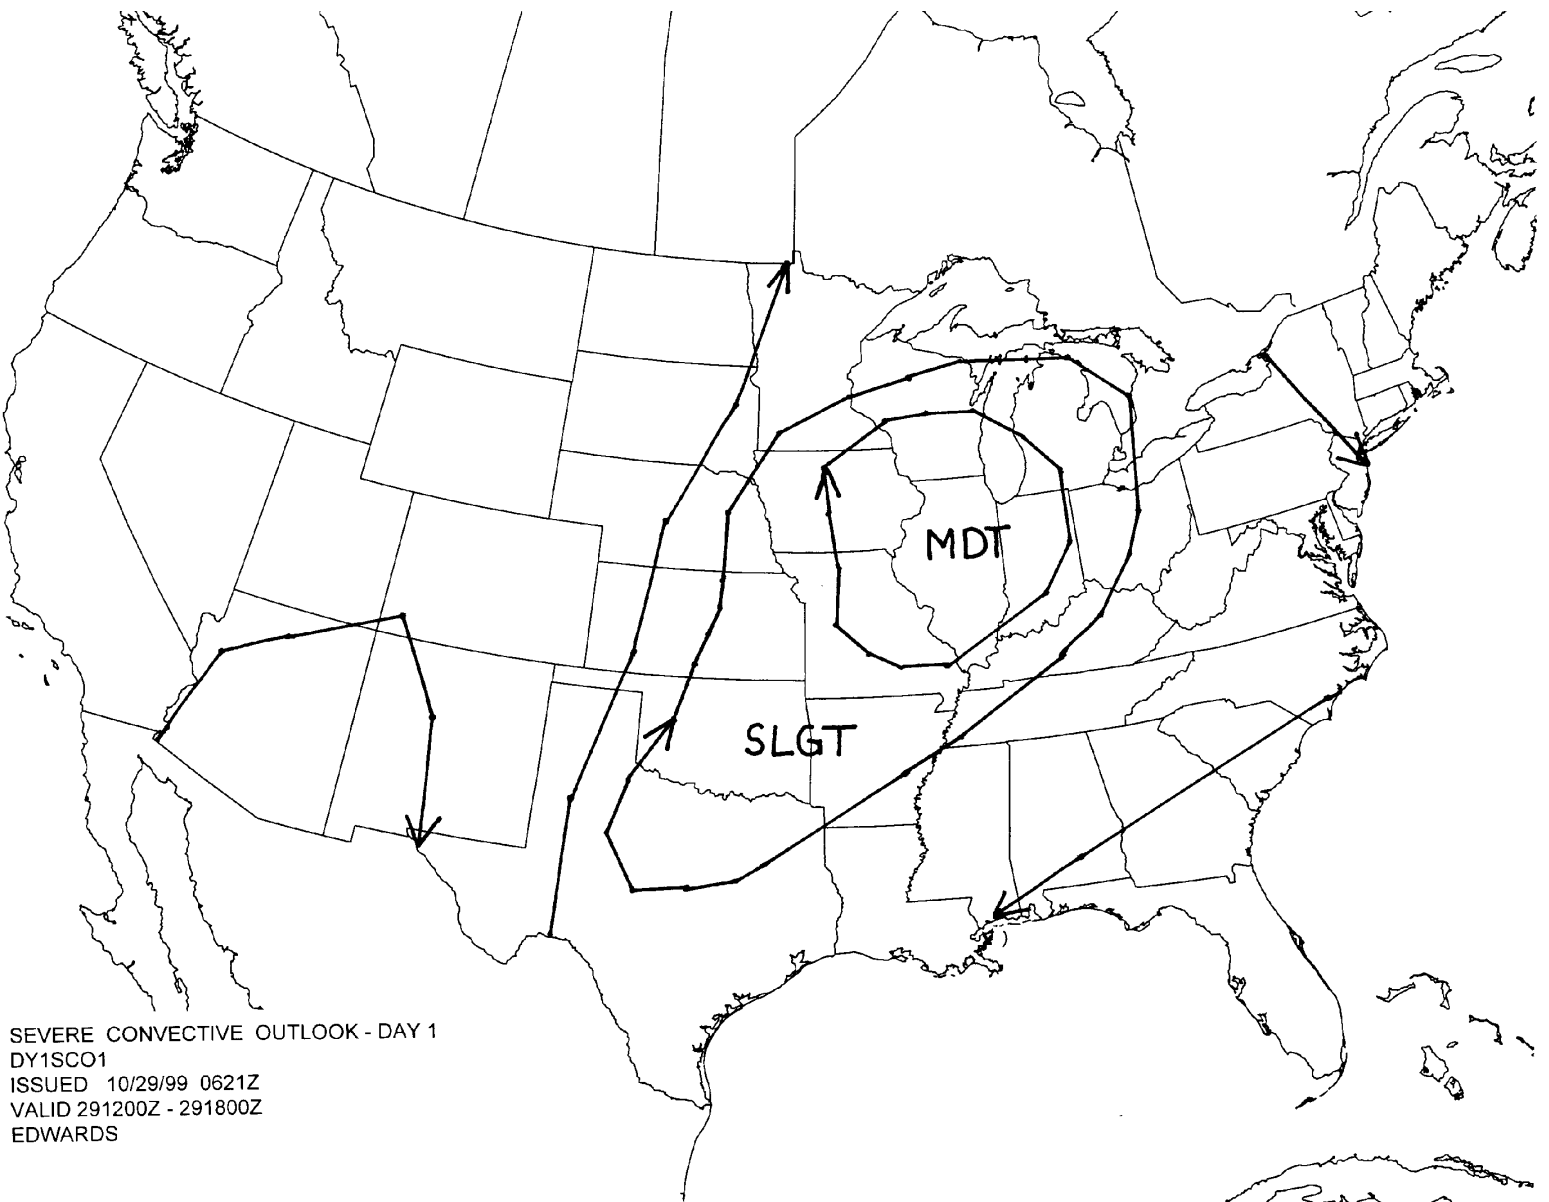 MDT
SLGT
SEVERE CONVECTIVE OUTLOOK - DAY 1
DY1SCO1
ISSUED 10/29/99 0621Z
VALID 291200Z - 291800Z
EDWARDS